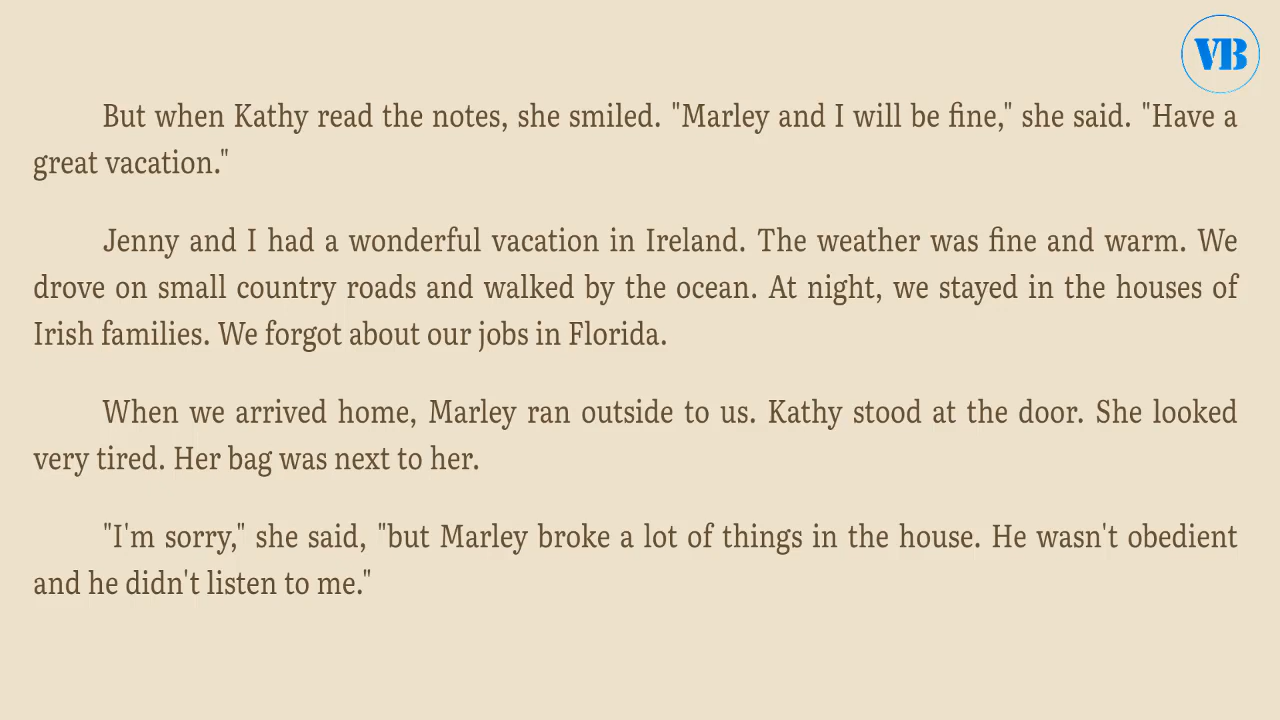 VB
But when Kathy read the notes, she smiled. "Marley and I will be fine," she said. "Have a
great vacation."
Jenny and I had a wonderful vacation in Ireland. The weather was fine and warm. We
drove on small country roads and walked by the ocean. At night, we stayed in the houses of
Irish families. We forgot about our jobs in Florida.
When we arrived home, Marley ran outside to us. Kathy stood at the door. She looked
very tired. Her bag was next to her.
"I'm sorry," she said, "but Marley broke a lot of things in the house. He wasn't obedient
and he didn't listen to me."